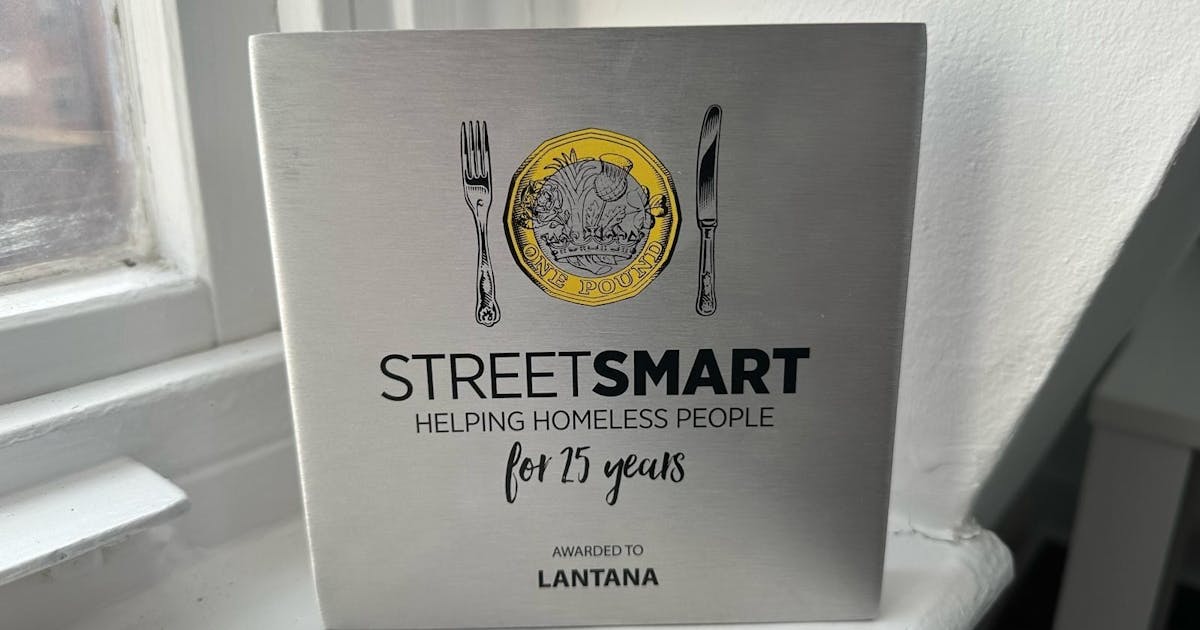 ONE POUND
STREETSMART
HELPING HOMELESS PEOPLE
for 25 years
AWARDED TO
LANTANA